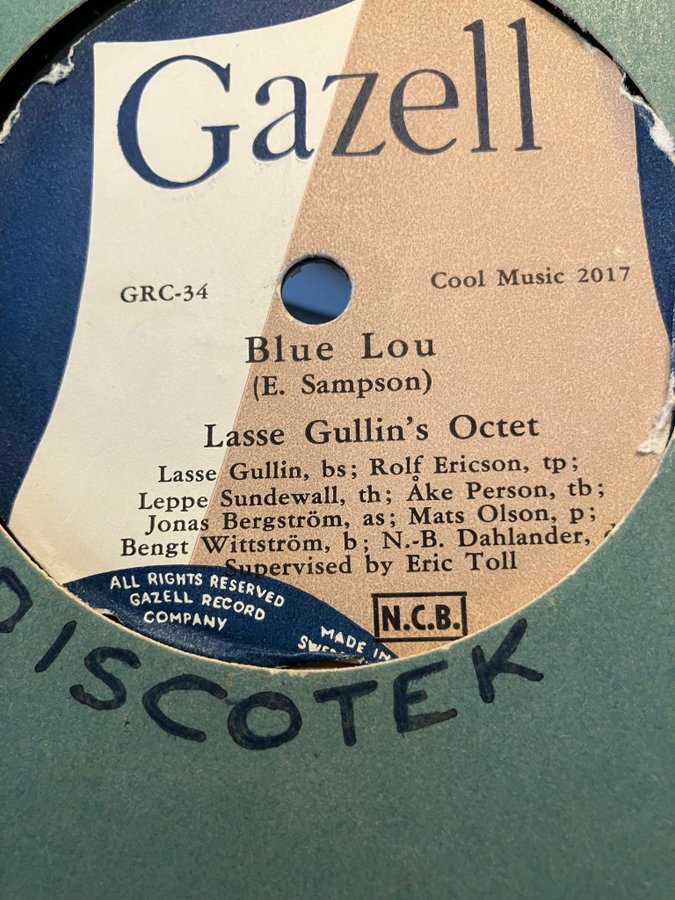 Gazell
GRC-34
Cool Music 2017
Blue Lou
(E. Sampson)
Lasse Gullin's Octet
Lasse Gullin, bs; Rolf Ericson, tp;
Leppe Sundewall, th; Åke Person, tb;
Jonas Bergström, as; Mats Olson, p;
Bengt Wittström, b; N.-B. Dahlander,
Supervised by Eric Toll
ALL RIGHTS RESERVED
GAZELL RECORD
COMPANY
MADE IN
N.C.B.
DISCOTEK